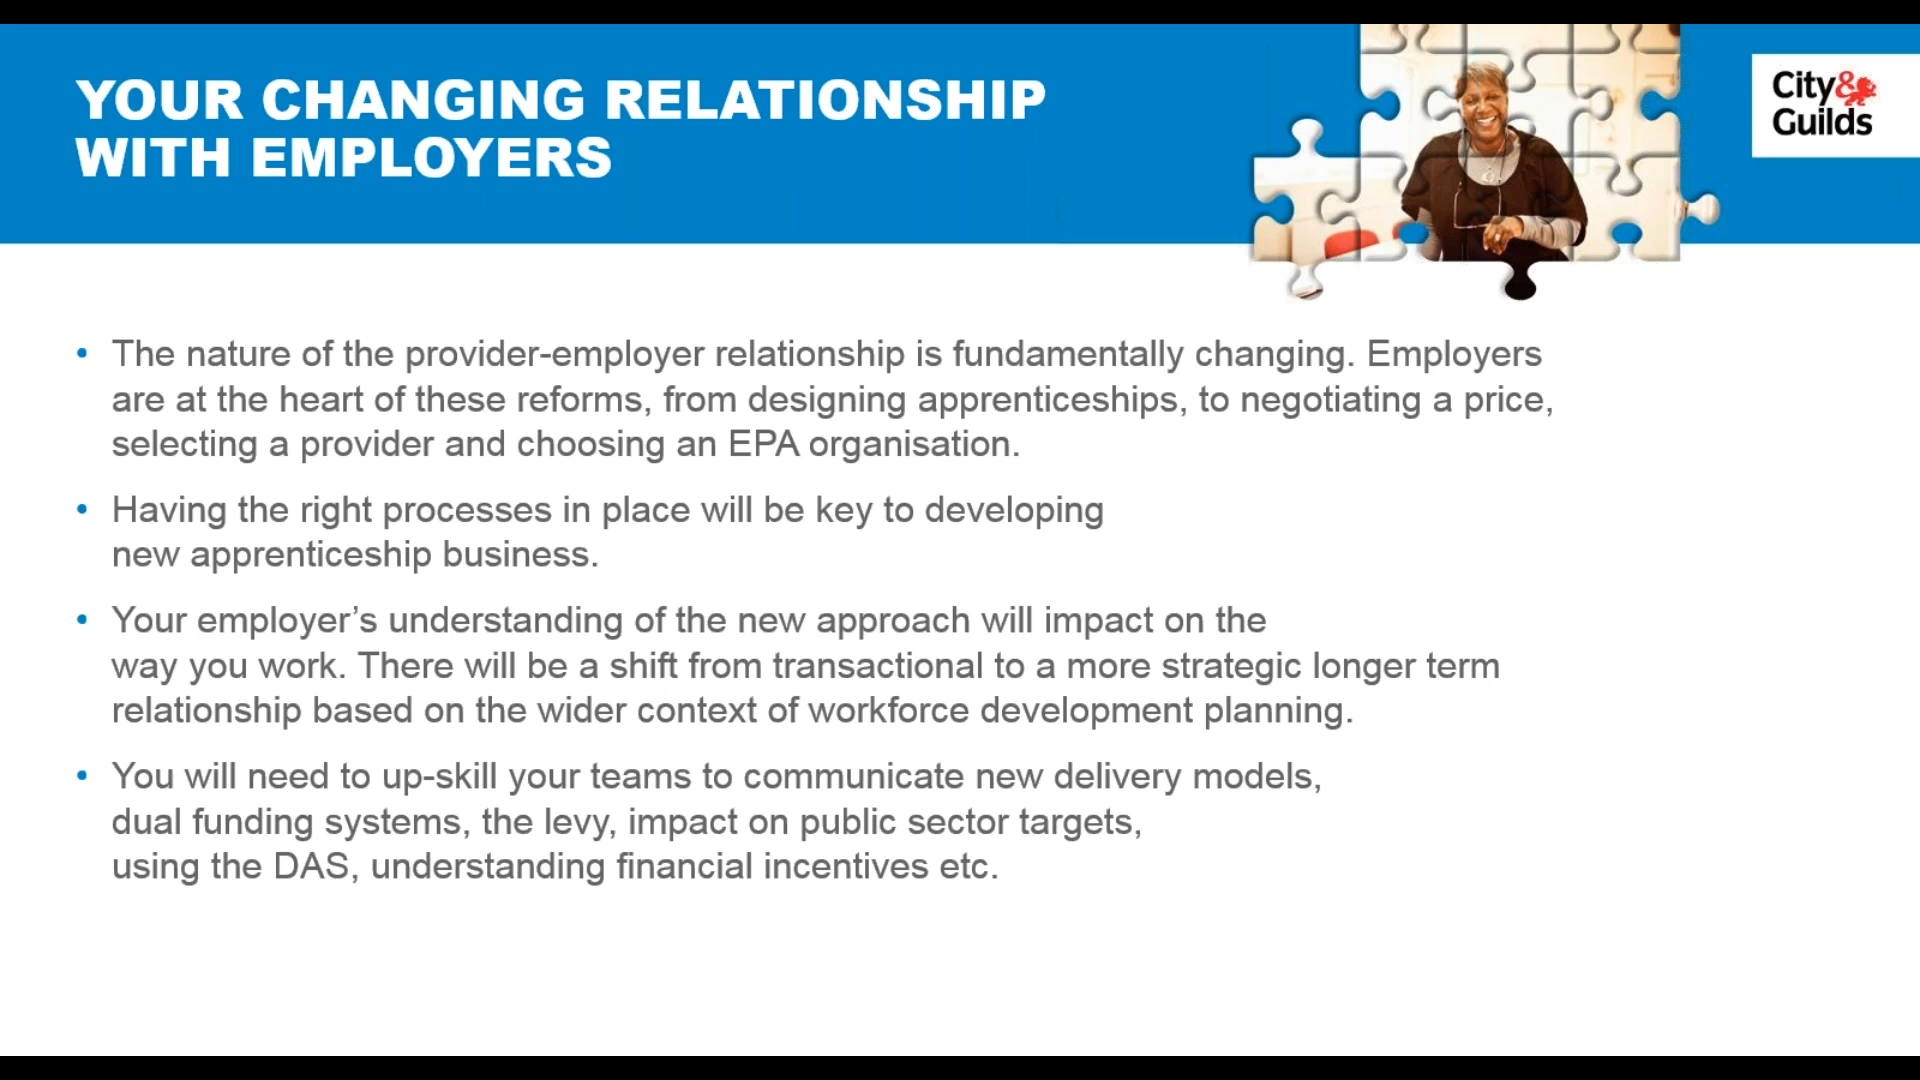 YOUR CHANGING RELATIONSHIP
WITH EMPLOYERS
City&
Guilds
• The nature of the provider-employer relationship is fundamentally changing. Employers
are at the heart of these reforms, from designing apprenticeships, to negotiating a price,
selecting a provider and choosing an EPA organisation.
• Having the right processes in place will be key to developing
new apprenticeship business.
• Your employer’s understanding of the new approach will impact on the
way you work. There will be a shift from transactional to a more strategic longer term
relationship based on the wider context of workforce development planning.
• You will need to up-skill your teams to communicate new delivery models,
dual funding systems, the levy, impact on public sector targets,
using the DAS, understanding financial incentives etc.